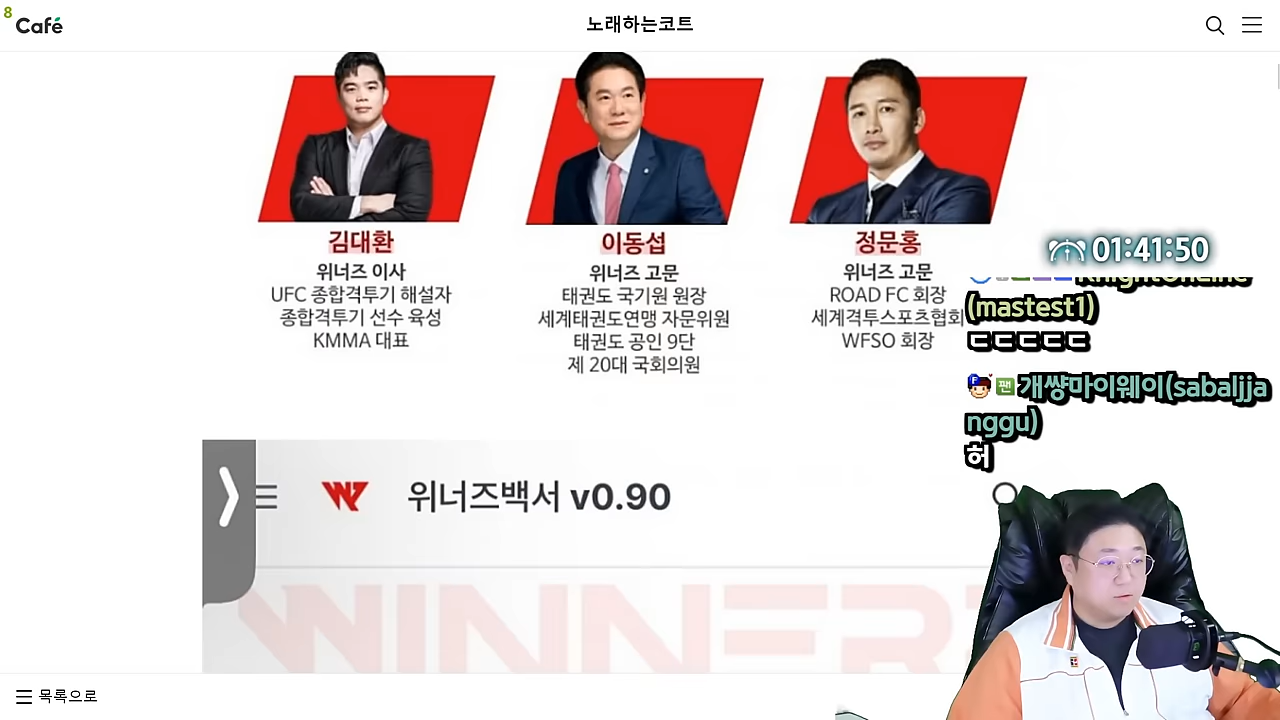 8
Café
노래하는코트
김대환
위너즈 이사
UFC 종합격투기 해설자
종합격투기 선수 육성
KMMA 대표
이동섭
위너즈 고문
태권도 국기원 원장
세계태권도연맹 자문위원
태권도 공인 9단
제 20대 국회의원
정문홍
위너즈 고문
ROAD FC 회장
세계격투스포츠협회
WFSO 회장
01:41:50
(mastest1)
ㄷㄷㄷㄷㄷ
팬 개썅마이웨이(sabaljja
nggu)
허
위너즈백서 v0.90
WINNER
목록으로